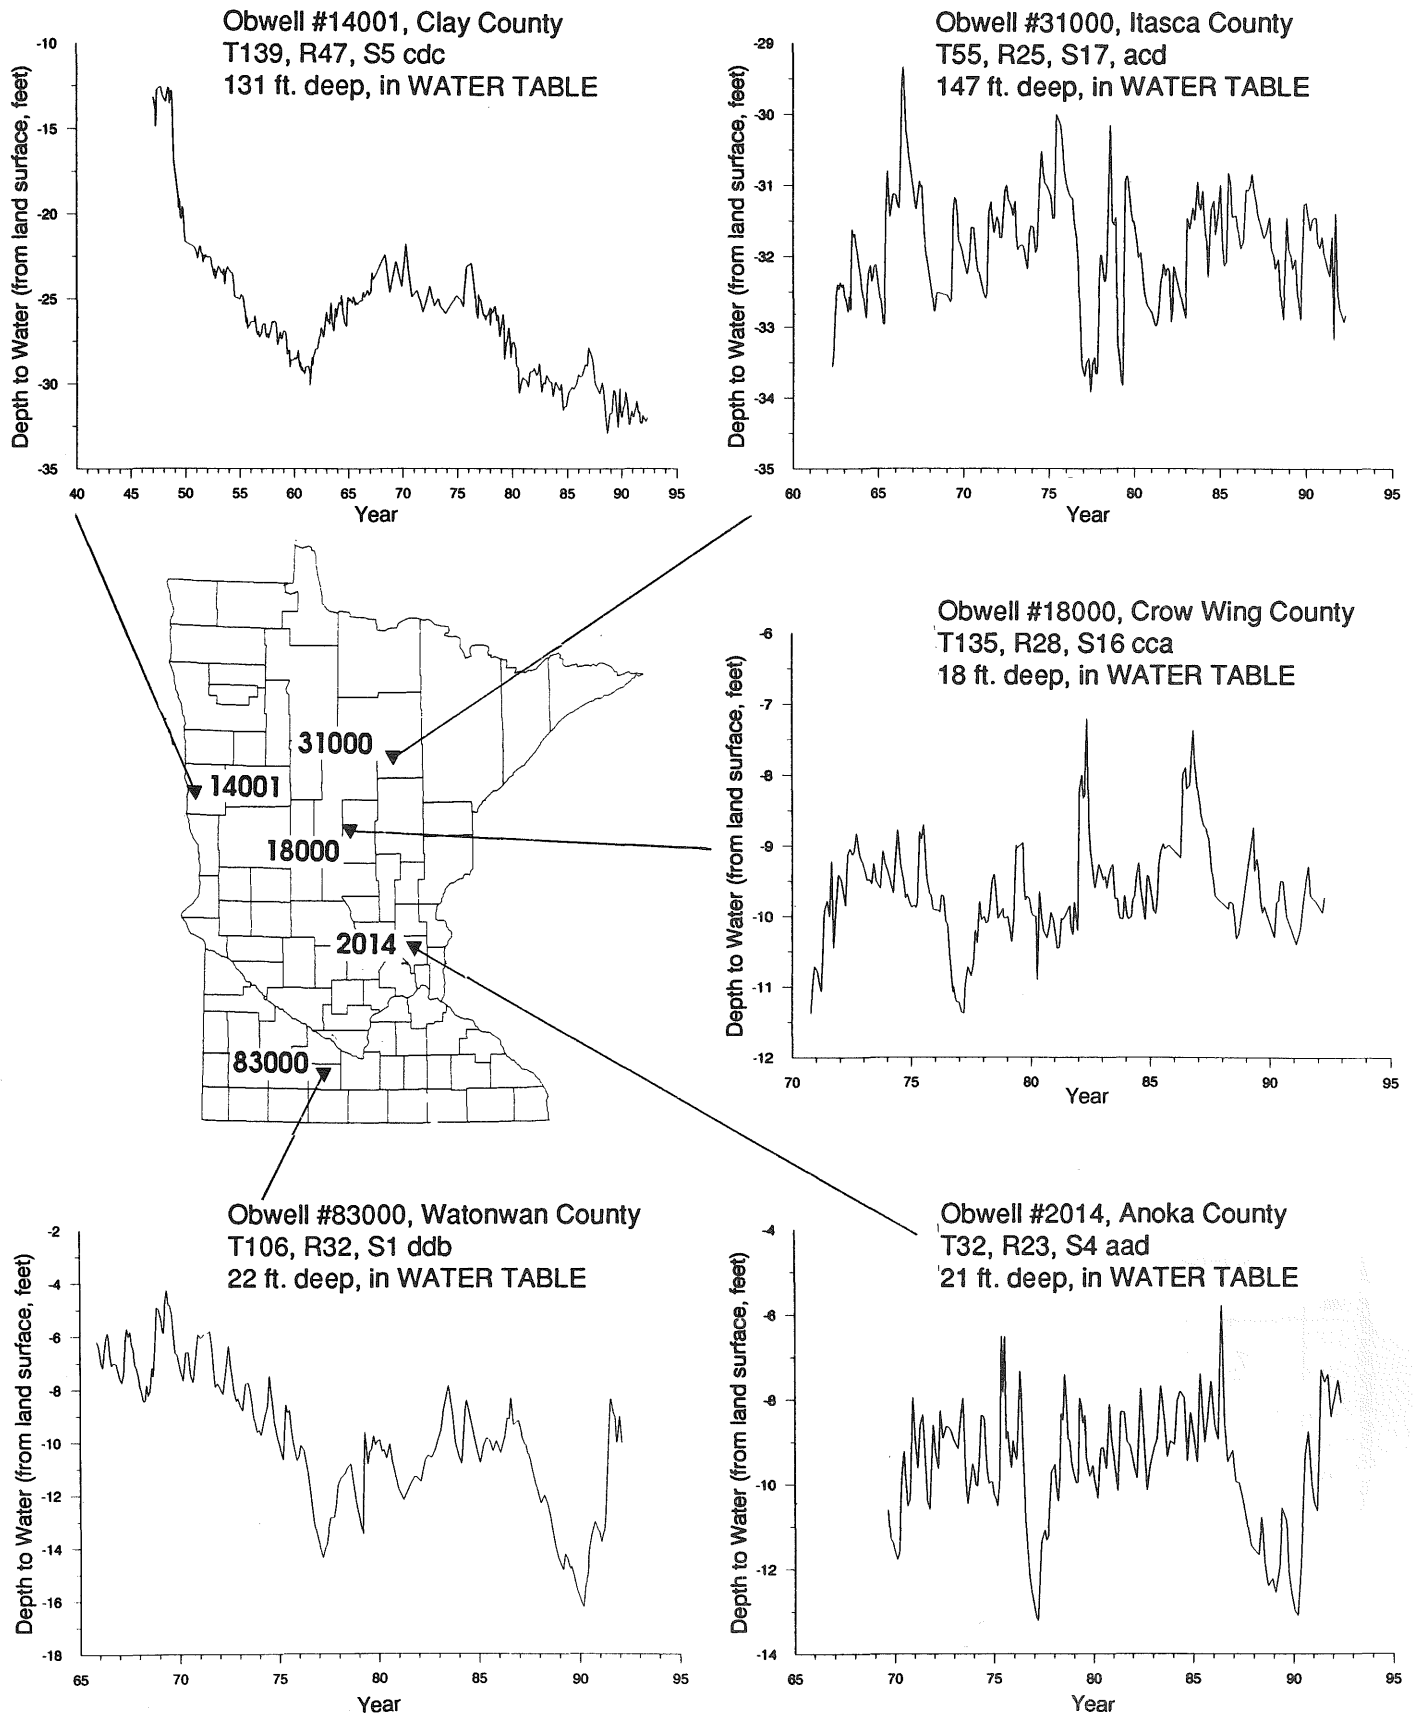 Obwell #14001, Clay County
T139, R47, S5 cdc
131 ft. deep, in WATER TABLE
Depth to Water (from land surface, feet)
-10
-15
-20
-25
-30
-35
40 45 50 55 60 65 70 75 80 85 90 95
Year
Obwell #31000, Itasca County
T55, R25, S17, acd
147 ft. deep, in WATER TABLE
Depth to Water (from land surface, feet)
-29
-30
-31
-32
-33
-34
-35
60 65 70 75 80 85 90 95
Year
31000
14001
18000
2014
83000
Obwell #18000, Crow Wing County
T135, R28, S16 cca
18 ft. deep, in WATER TABLE
Depth to Water (from land surface, feet)
-6
-7
-8
-9
-10
-11
-12
70 75 80 85 90 95
Year
Obwell #83000, Watonwan County
T106, R32, S1 ddb
22 ft. deep, in WATER TABLE
Depth to Water (from land surface, feet)
-2
-4
-6
-8
-10
-12
-14
-16
-18
65 70 75 80 85 90 95
Year
Obwell #2014, Anoka County
T32, R23, S4 aad
21 ft. deep, in WATER TABLE
Depth to Water (from land surface, feet)
-4
-6
-8
-10
-12
-14
65 70 75 80 85 90 95
Year